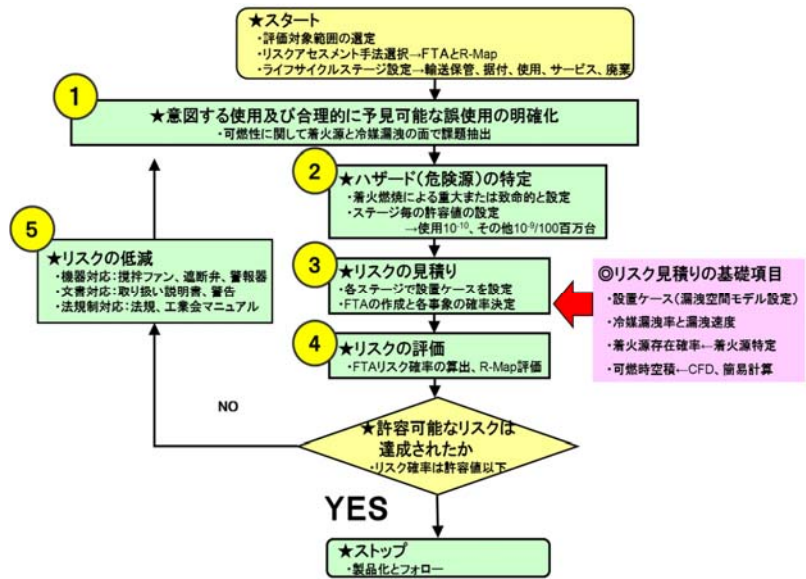 ★スタート
・評価対象範囲の選定
・リスクアセスメント手法選択→FTAとR-Map
・ライフサイクルステージ設定→輸送保管、据付、使用、サービス、廃棄
1
★意図する使用及び合理的に予見可能な誤使用の明確化
・可燃性に関して着火源と冷媒漏洩の面で課題抽出
2
★ハザード(危険源)の特定
・着火燃焼による重大または致命的と設定
・ステージ毎の許容値の設定
→使用10⁻¹⁰、その他10⁻⁹/100百万台
3
★リスクの見積り
・各ステージで設置ケースを設定
・FTAの作成と各事象の確率決定
◎リスク見積りの基礎項目
・設置ケース(漏洩空間モデル設定)
・冷媒漏洩率と漏洩速度
・着火源存在確率←着火源特定
・可燃時空積←CFD、簡易計算
4
★リスクの評価
・FTAリスク確率の算出、R-Map評価
★許容可能なリスクは
達成されたか
・リスク確率は許容値以下
NO
5
★リスクの低減
・機器対応:撹拌ファン、遮断弁、警報器
・文書対応:取り扱い説明書、警告
・法規制対応:法規、工業会マニュアル
YES
★ストップ
・製品化とフォロー